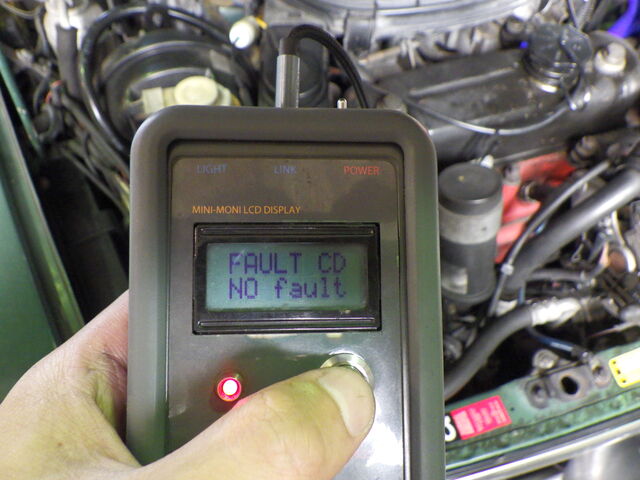 LIGHT LINK POWER
MINI-MONI LCD DISPLAY
FAULT CD
NO fault